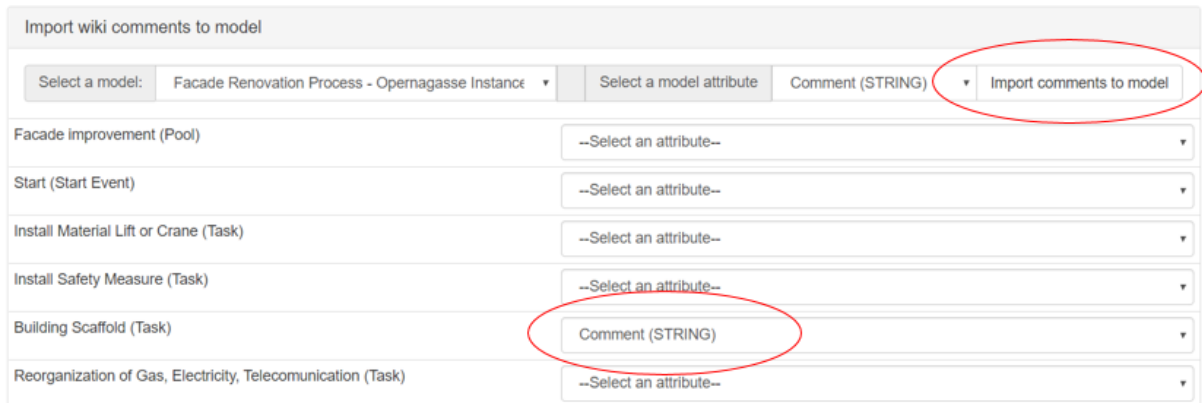 Import wiki comments to model
Select a model: Facade Renovation Process - Opernagasse Instance Select a model attribute Comment (STRING) Import comments to model
Facade improvement (Pool) --Select an attribute--
Start (Start Event) --Select an attribute--
Install Material Lift or Crane (Task) --Select an attribute--
Install Safety Measure (Task) --Select an attribute--
Building Scaffold (Task) Comment (STRING)
Reorganization of Gas, Electricity, Telecomunication (Task) --Select an attribute--